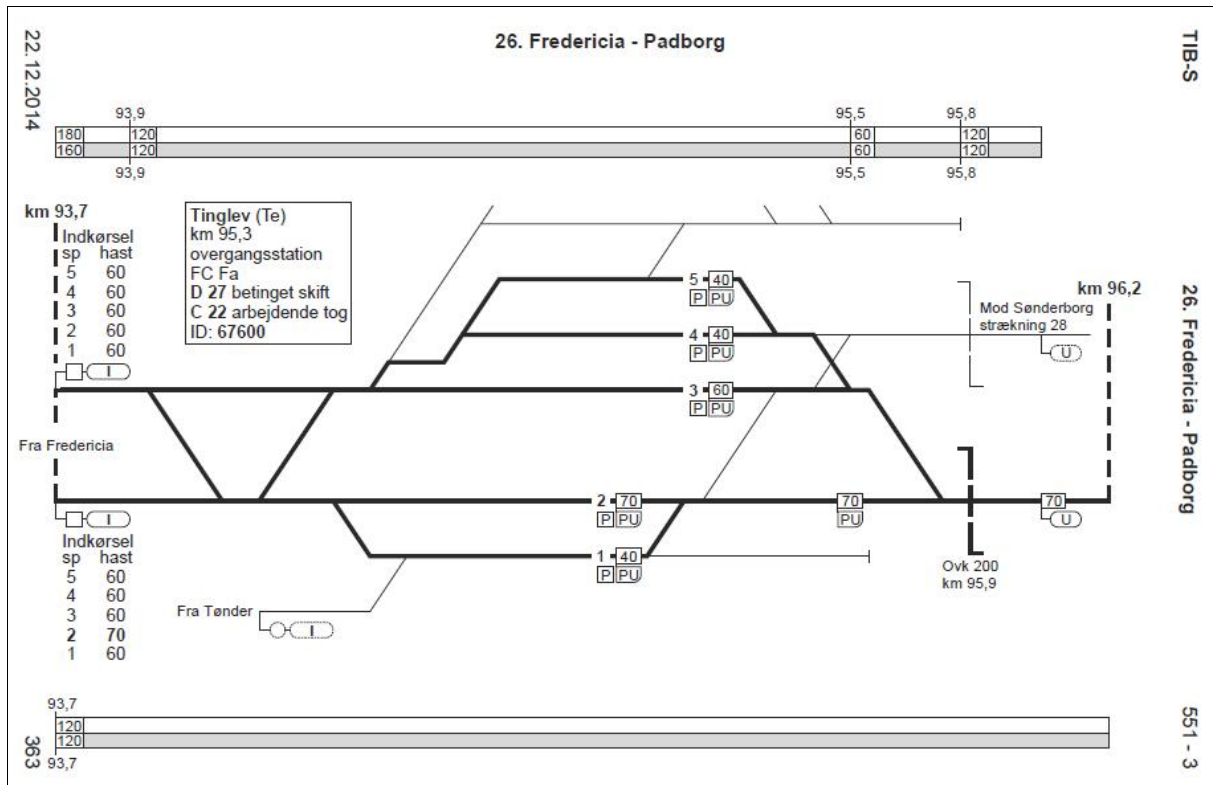 22.12.2014
26. Fredericia - Padborg
TIB-S
93,9 95,5 95,8
180 120 60 120
160 120 60 120
93,9 95,5 95,8
km 93,7
Indkørsel
sp hast
5 60
4 60
3 60
2 60
1 60
I
Tinglev (Te)
km 95,3
overgangsstation
FC Fa
D 27 betinget skift
C 22 arbejdende tog
ID: 67600
5 40
P PU
4 40
P PU
3 60
P PU
Mod Sønderborg
strækning 28
U
km 96,2
26. Fredericia - Padborg
Fra Fredericia
I
2 70
P PU
70
PU
70
U
Indkørsel
sp hast
5 60
4 60
3 60
2 70
1 60
1 40
P PU
Ovk 200
km 95,9
Fra Tønder
I
93,7
120
120
93,7
363
551 - 3